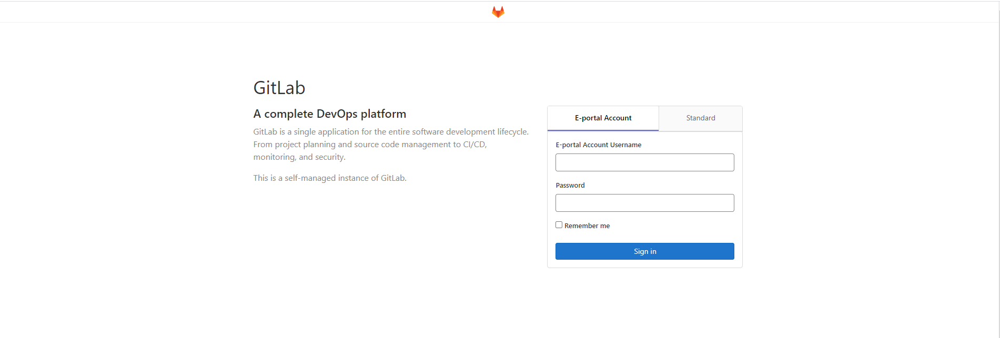 GitLab
A complete DevOps platform
GitLab is a single application for the entire software development lifecycle.
From project planning and source code management to CI/CD,
monitoring, and security.
This is a self-managed instance of GitLab.
E-portal Account
Standard
E-portal Account Username
Password
Remember me
Sign in